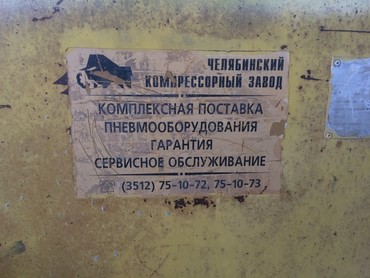 ЧЕЛЯБИНСКИЙ
КОМПРЕССОРНЫЙ ЗАВОД
КОМПЛЕКСНАЯ ПОСТАВКА
ПНЕВМООБОРУДОВАНИЯ
ГАРАНТИЯ
СЕРВИСНОЕ ОБСЛУЖИВАНИЕ
(3512) 75-10-72, 75-10-73